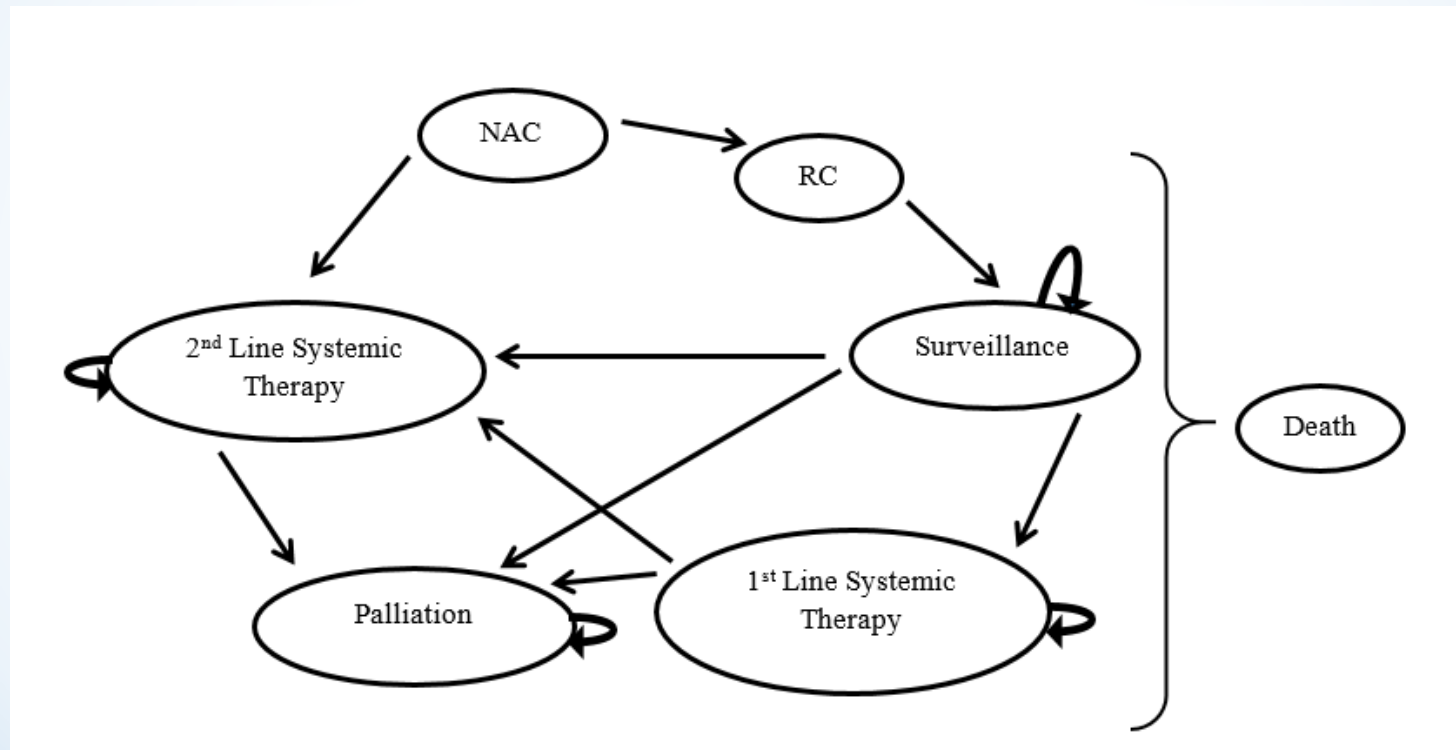 NAC
RC
2nd Line Systemic
Therapy
Surveillance
Death
1st Line Systemic
Therapy
Palliation